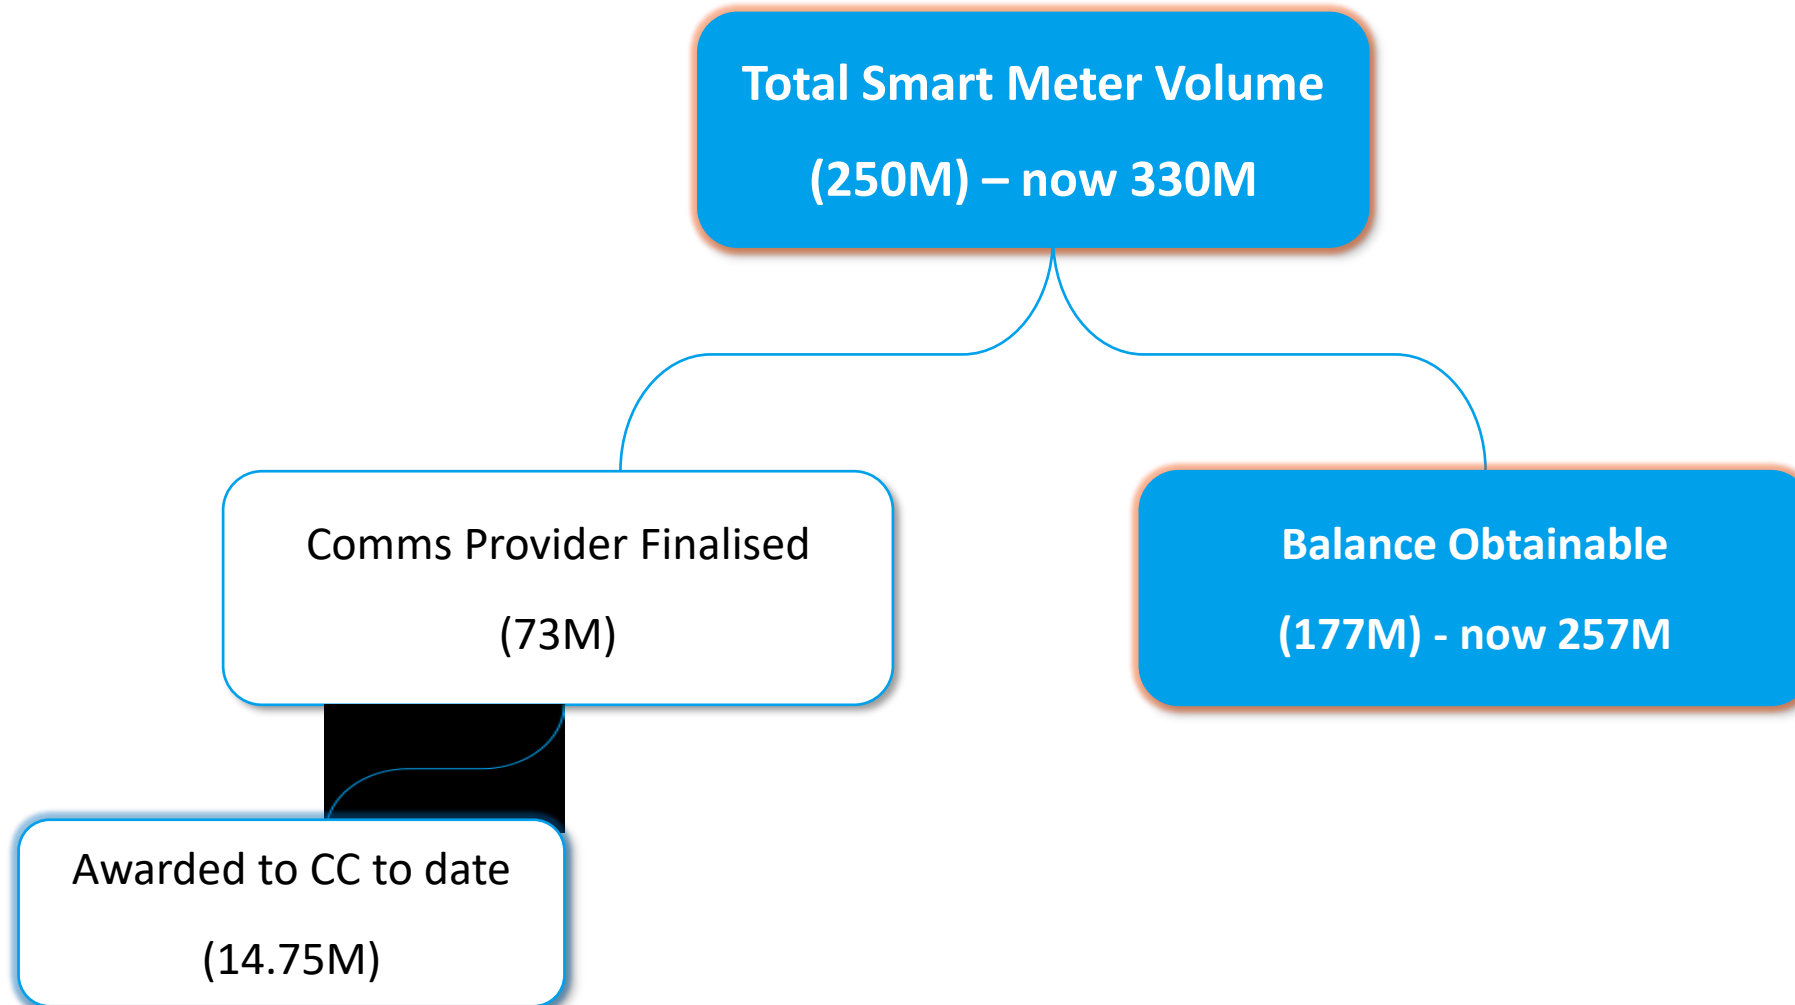 Total Smart Meter Volume
(250M) – now 330M
Comms Provider Finalised
(73M)
Balance Obtainable
(177M) - now 257M
Awarded to CC to date
(14.75M)